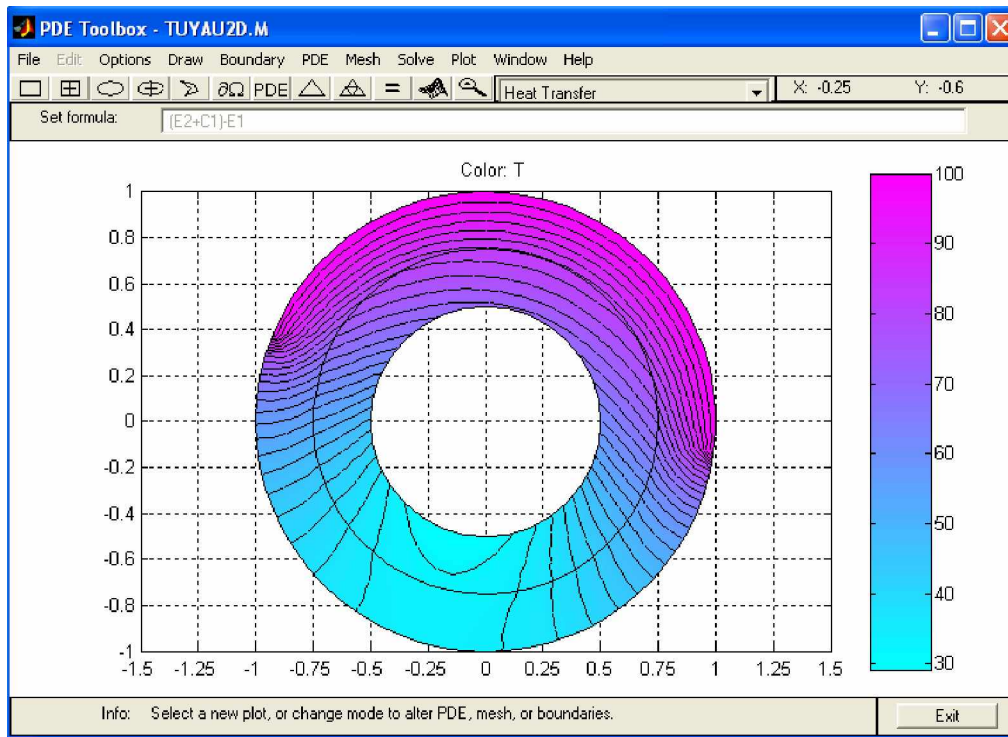 PDE Toolbox - TUYAU2D.M
File Edit Options Draw Boundary PDE Mesh Solve Plot Window Help
∂Ω PDE = Heat Transfer X: -0.25 Y: -0.6
Set formula: (E2+C1)-E1
Color: T
1
0.8
0.6
0.4
0.2
0
-0.2
-0.4
-0.6
-0.8
-1
-1.5 -1.25 -1 -0.75 -0.5 -0.25 0 0.25 0.5 0.75 1 1.25 1.5
100
90
80
70
60
50
40
30
Info: Select a new plot, or change mode to alter PDE, mesh, or boundaries. Exit